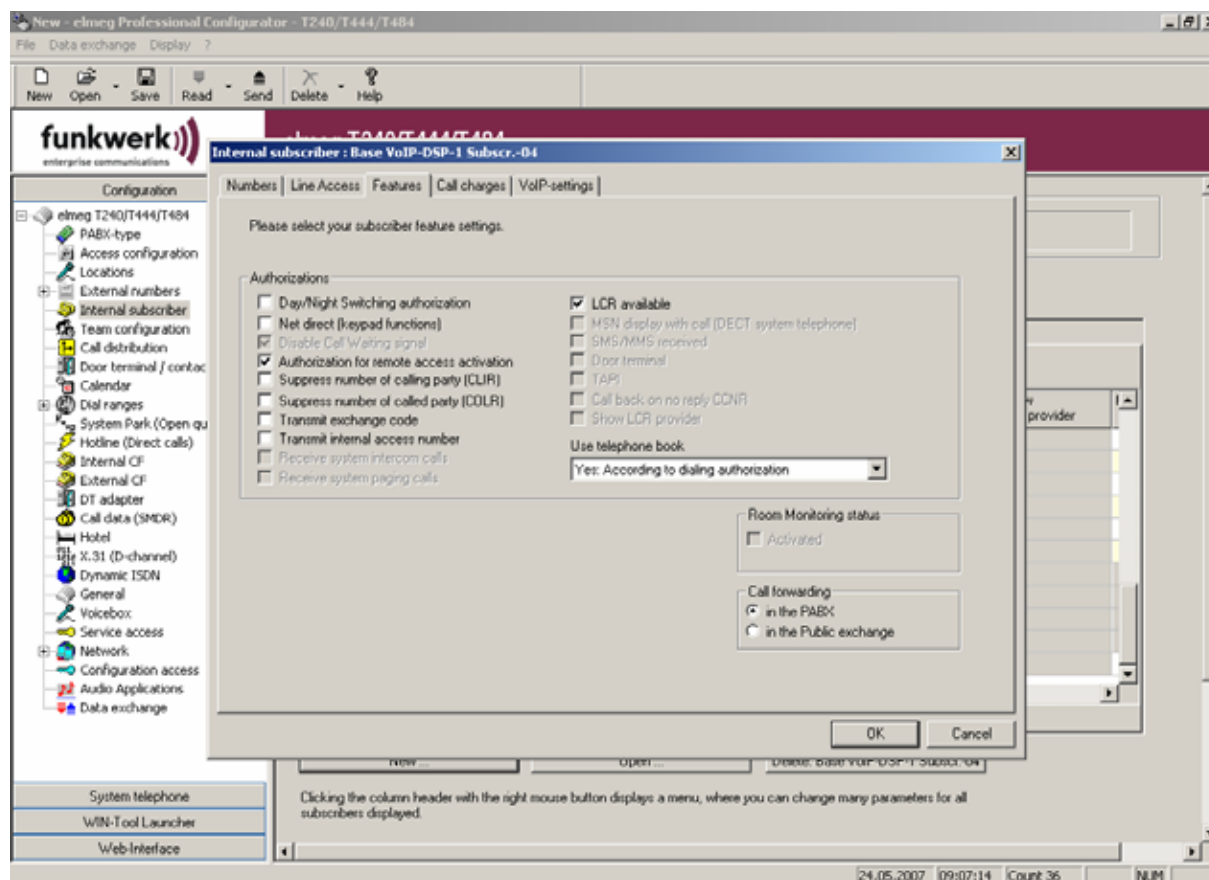 New - elmeg Professional Configurator - T240/T444/T484
File Data exchange Display ?
New Open Save Read Send Delete Help
funkwerk
enterprise communications
elmeg T240/T444/T484
Configuration
elmeg T240/T444/T484
PABX-type
Access configuration
Locations
External numbers
Internal subscriber
Team configuration
Call distribution
Door terminal / contac
Calendar
Dial ranges
System Park (Open qu
Hotline (Direct calls)
Internal CF
External CF
DT adapter
Call data (SMDR)
Hotel
X.31 (D-channel)
Dynamic ISDN
General
Voicebox
Service access
Network
Configuration access
Audio Applications
Data exchange
System telephone
WIN-Tool Launcher
Web-Interface
Internal subscriber : Base VoIP-DSP-1 Subscr.-04
Numbers Line Access Features Call charges VoIP-settings
Please select your subscriber feature settings.
Authorizations
Day/Night Switching authorization
Net direct (keypad functions)
Disable Call Waiting signal
Authorization for remote access activation
Suppress number of calling party (CLIR)
Suppress number of called party (COLR)
Transmit exchange code
Transmit internal access number
Receive system intercom calls
Receive system paging calls
LCR available
MSN display with call (DECT system telephone)
SMS/MMS received
Door terminal
TAPI
Call back on no reply CCNR
Show LCR provider
Use telephone book
Yes: According to dialing authorization
Room Monitoring status
Activated
Call forwarding
in the PABX
in the Public exchange
OK Cancel
provider
New ... Open ... Delete: Base VoIP-DSP-1 Subscr.-04
Clicking the column header with the right mouse button displays a menu, where you can change many parameters for all
subscribers displayed.
24.05.2007 09:07:14 Count 36 NUM